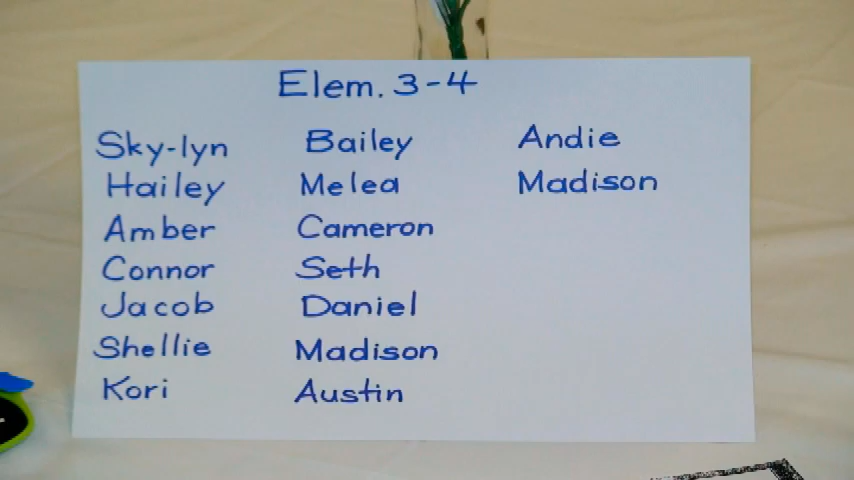 Elem. 3-4
Sky-lyn
Hailey
Amber
Connor
Jacob
Shellie
Kori
Bailey
Melea
Cameron
Seth
Daniel
Madison
Austin
Andie
Madison